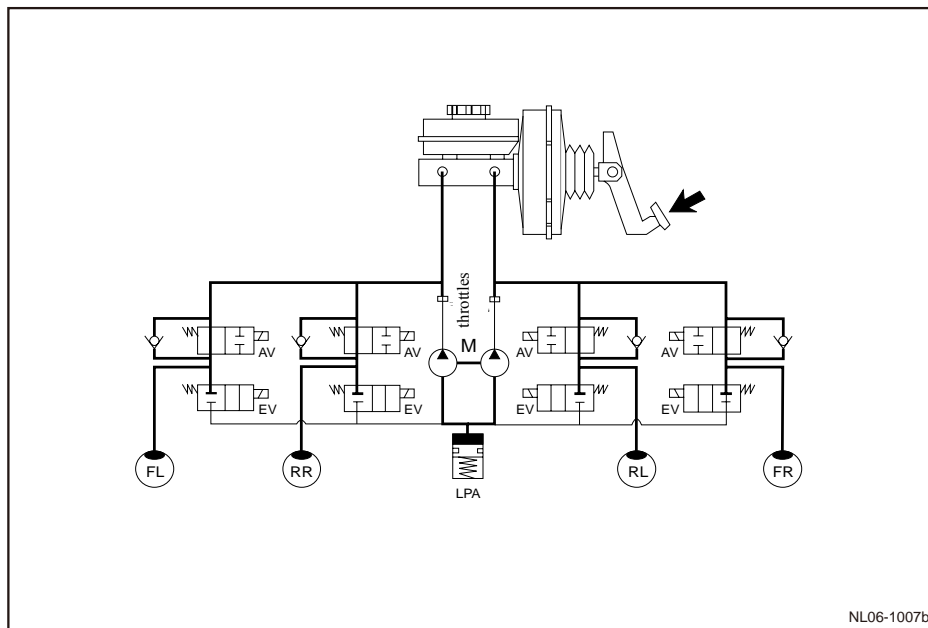 throttles
M
AV
AV
AV
AV
EV
EV
EV
EV
FL
RR
RL
FR
LPA
NL06-1007b